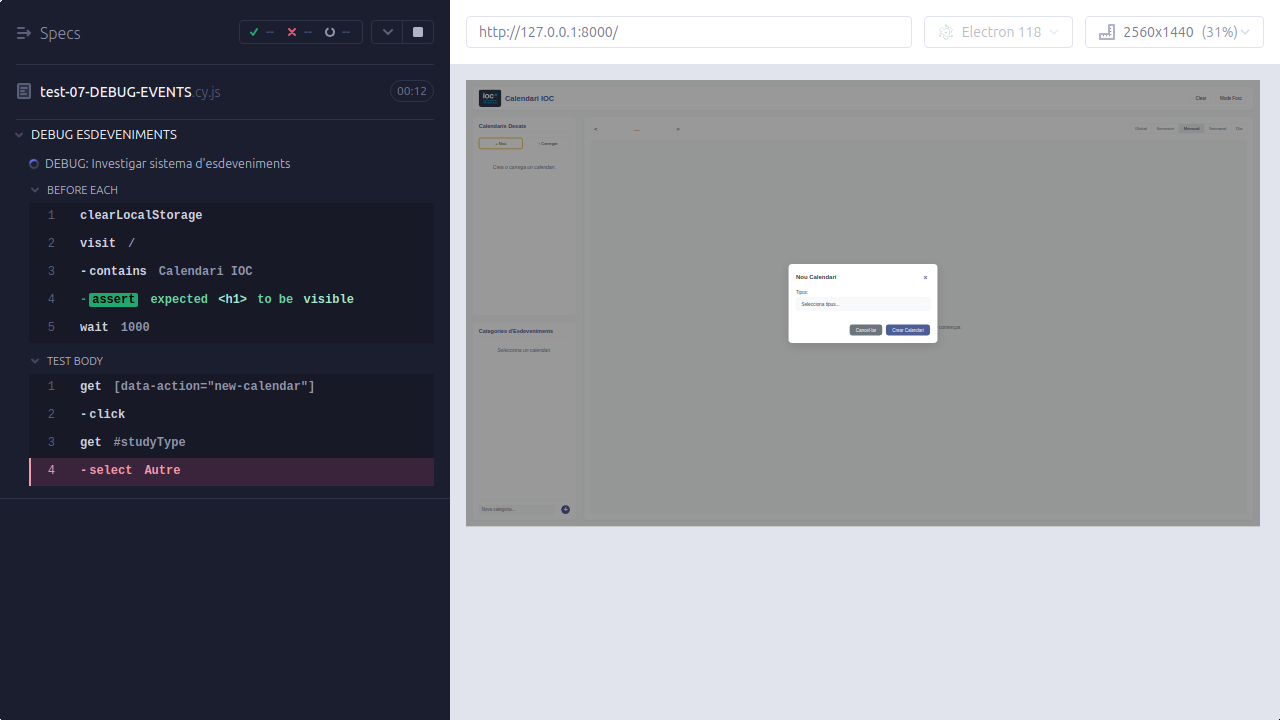 Specs
--
--
--
test-07-DEBUG-EVENTS.cy.js
00:12
DEBUG ESDEVENIMENTS
DEBUG: Investigar sistema d'esdeveniments
BEFORE EACH
1 clearLocalStorage
2 visit /
3 -contains Calendari IOC
4 -assert expected <h1> to be visible
5 wait 1000
TEST BODY
1 get [data-action="new-calendar"]
2 -click
3 get #studyType
4 -select Autre
http://127.0.0.1:8000/
Electron 118
2560x1440 (31%)
ioc
Calendari IOC
Clear
Mode Fosc
Calendaris Desats
+ Nou
Carregar
Crea o carrega un calendari.
Global
Semestre
Mensual
Setmanal
Dia
Nou Calendari
×
Tipus:
Selecciona tipus...
Cancel·lar
Crear Calendari
començar.
Categories d'Esdeveniments
Selecciona un calendari.
Nova categoria...
+